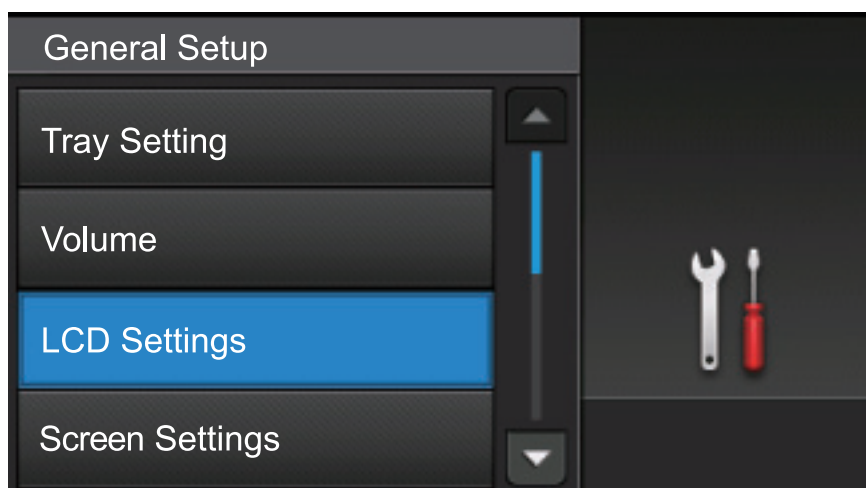 General Setup
Tray Setting
Volume
LCD Settings
Screen Settings